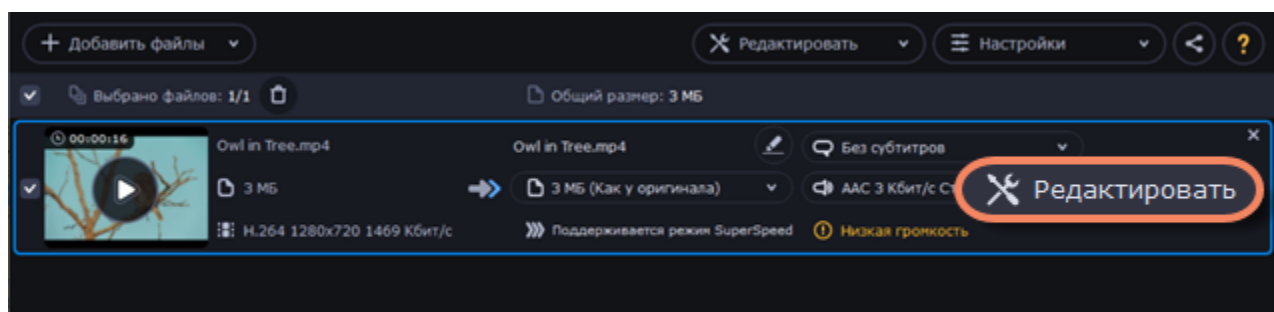 Добавить файлы
Редактировать
Настройки
?
Выбрано файлов: 1/1
Общий размер: 3 МБ
00:00:16
Owl in Tree.mp4
Owl in Tree.mp4
Без субтитров
3 МБ
3 МБ (Как у оригинала)
AAC 3 Кбит/с
Редактировать
H.264 1280x720 1469 Кбит/с
Поддерживается режим SuperSpeed
Низкая громкость